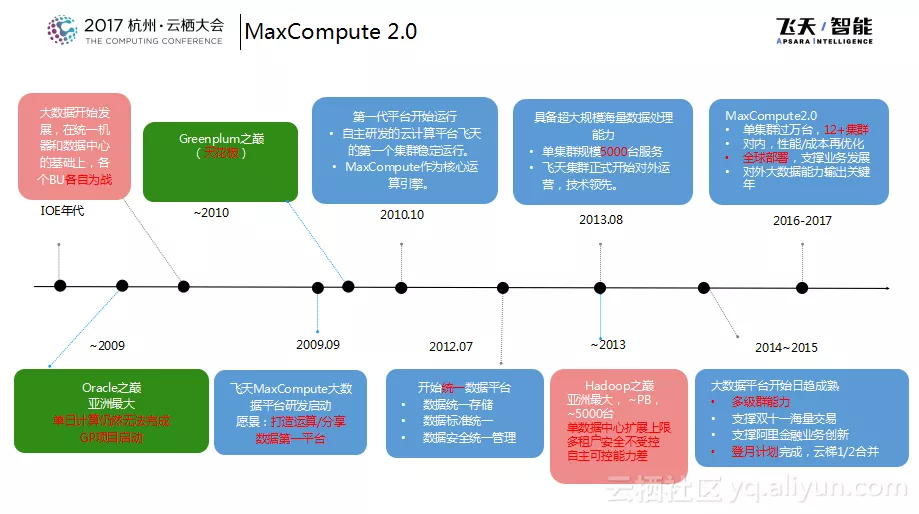 2017 杭州·云栖大会
THE COMPUTING CONFERENCE
MaxCompute 2.0
飞天/智能
APSARA INTELLIGENCE
大数据开始发
展，在统一机
器和数据中心
的基础上，各
个BU各自为战
IOE年代
Greenplum之巅
（天花板）
~2010
第一代平台开始运行
自主研发的云计算平台飞天
的第一个集群稳定运行。
MaxCompute作为核心运
算引擎。
2010.10
具备超大规模海量数据处理
能力
单集群规模5000台服务
飞天集群正式开始对外运
营，技术领先。
2013.08
MaxCompute2.0
单集群过万台，12+集群
对内，性能/成本再优化
全球部署，支撑业务发展
对外大数据能力输出关键
年
2016-2017
~2009
Oracle之巅
亚洲最大
单日计算仍然无法完成
GP项目启动
2009.09
飞天MaxCompute大数
据平台研发启动
愿景：打造运算/分享
数据第一平台
2012.07
开始统一数据平台
数据统一存储
数据标准统一
数据安全统一管理
~2013
Hadoop之巅
亚洲最大，~PB，
~5000台
单数据中心扩展上限
多租户安全不受控
自主可控能力差
2014~2015
大数据平台开始日趋成熟
多级群能力
支撑双十一海量交易
支撑阿里金融业务创新
登月计划完成，云梯1/2合并
云栖社区 yq.aliyun.com